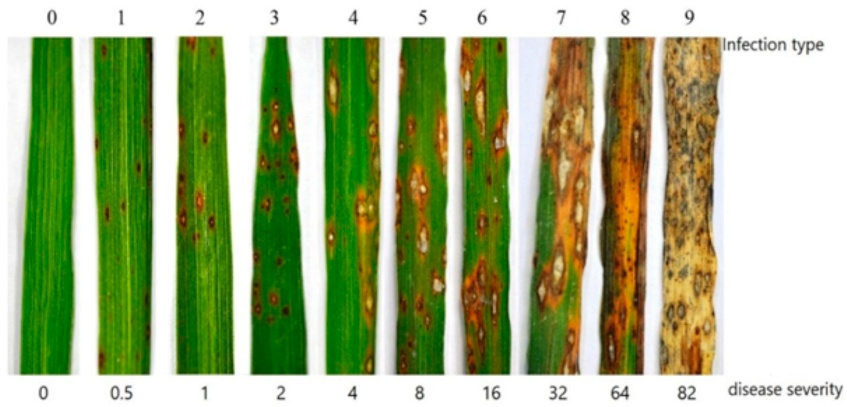 0 1 2 3 4 5 6 7 8 9
Infection type
0 0.5 1 2 4 8 16 32 64 82 disease severity